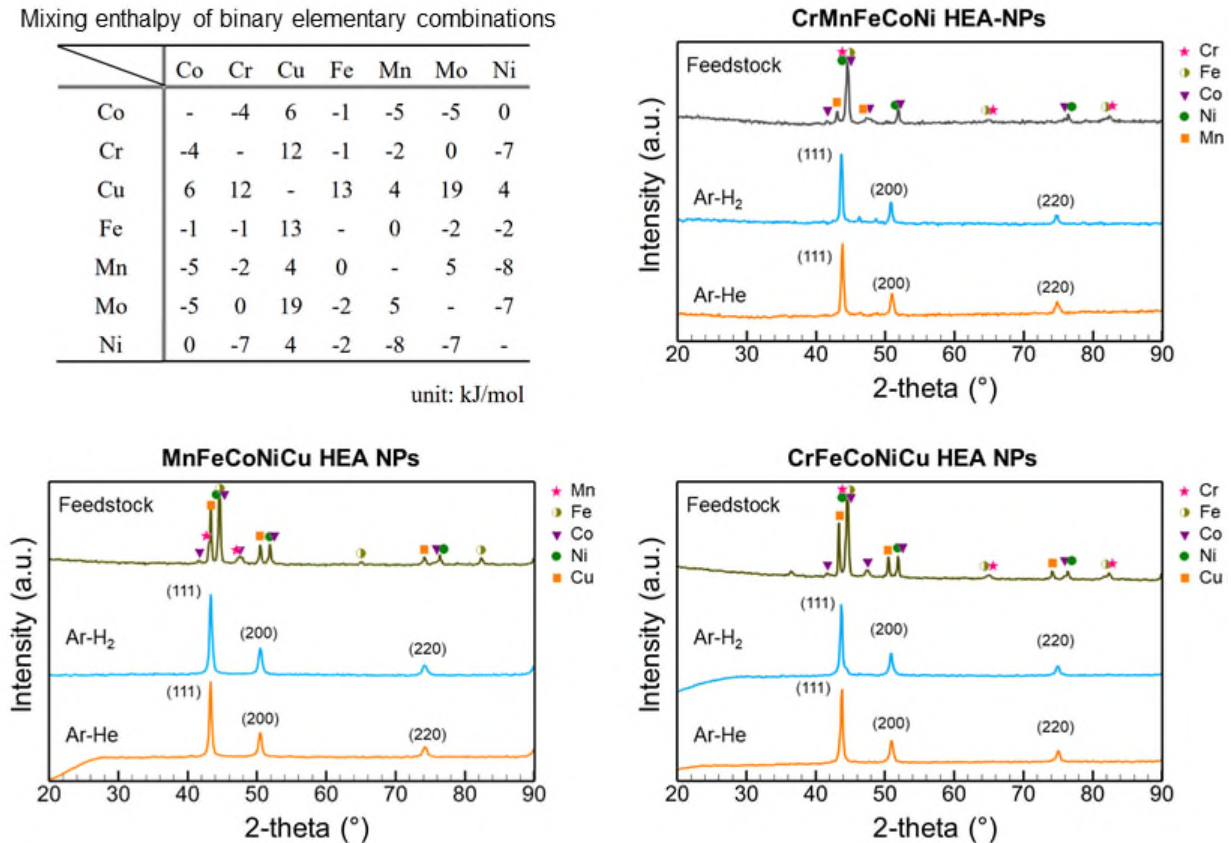 Mixing enthalpy of binary elementary combinations
Co Cr Cu Fe Mn Mo Ni
Co - -4 6 -1 -5 -5 0
Cr -4 - 12 -1 -2 0 -7
Cu 6 12 - 13 4 19 4
Fe -1 -1 13 - 0 -2 -2
Mn -5 -2 4 0 - 5 -8
Mo -5 0 19 -2 5 - -7
Ni 0 -7 4 -2 -8 -7 -
unit: kJ/mol
CrMnFeCoNi HEA-NPs
Intensity (a.u.)
Feedstock
Cr
Fe
Co
Ni
Mn
(111)
(200)
(220)
Ar-H₂
(111)
(200)
(220)
Ar-He
20 30 40 50 60 70 80 90
2-theta (°)
MnFeCoNiCu HEA NPs
Intensity (a.u.)
Feedstock
Mn
Fe
Co
Ni
Cu
(111)
(200)
(220)
Ar-H₂
(111)
(200)
(220)
Ar-He
20 30 40 50 60 70 80 90
2-theta (°)
CrFeCoNiCu HEA NPs
Intensity (a.u.)
Feedstock
Cr
Fe
Co
Ni
Cu
(111)
(200)
(220)
Ar-H₂
(111)
(200)
(220)
Ar-He
20 30 40 50 60 70 80 90
2-theta (°)